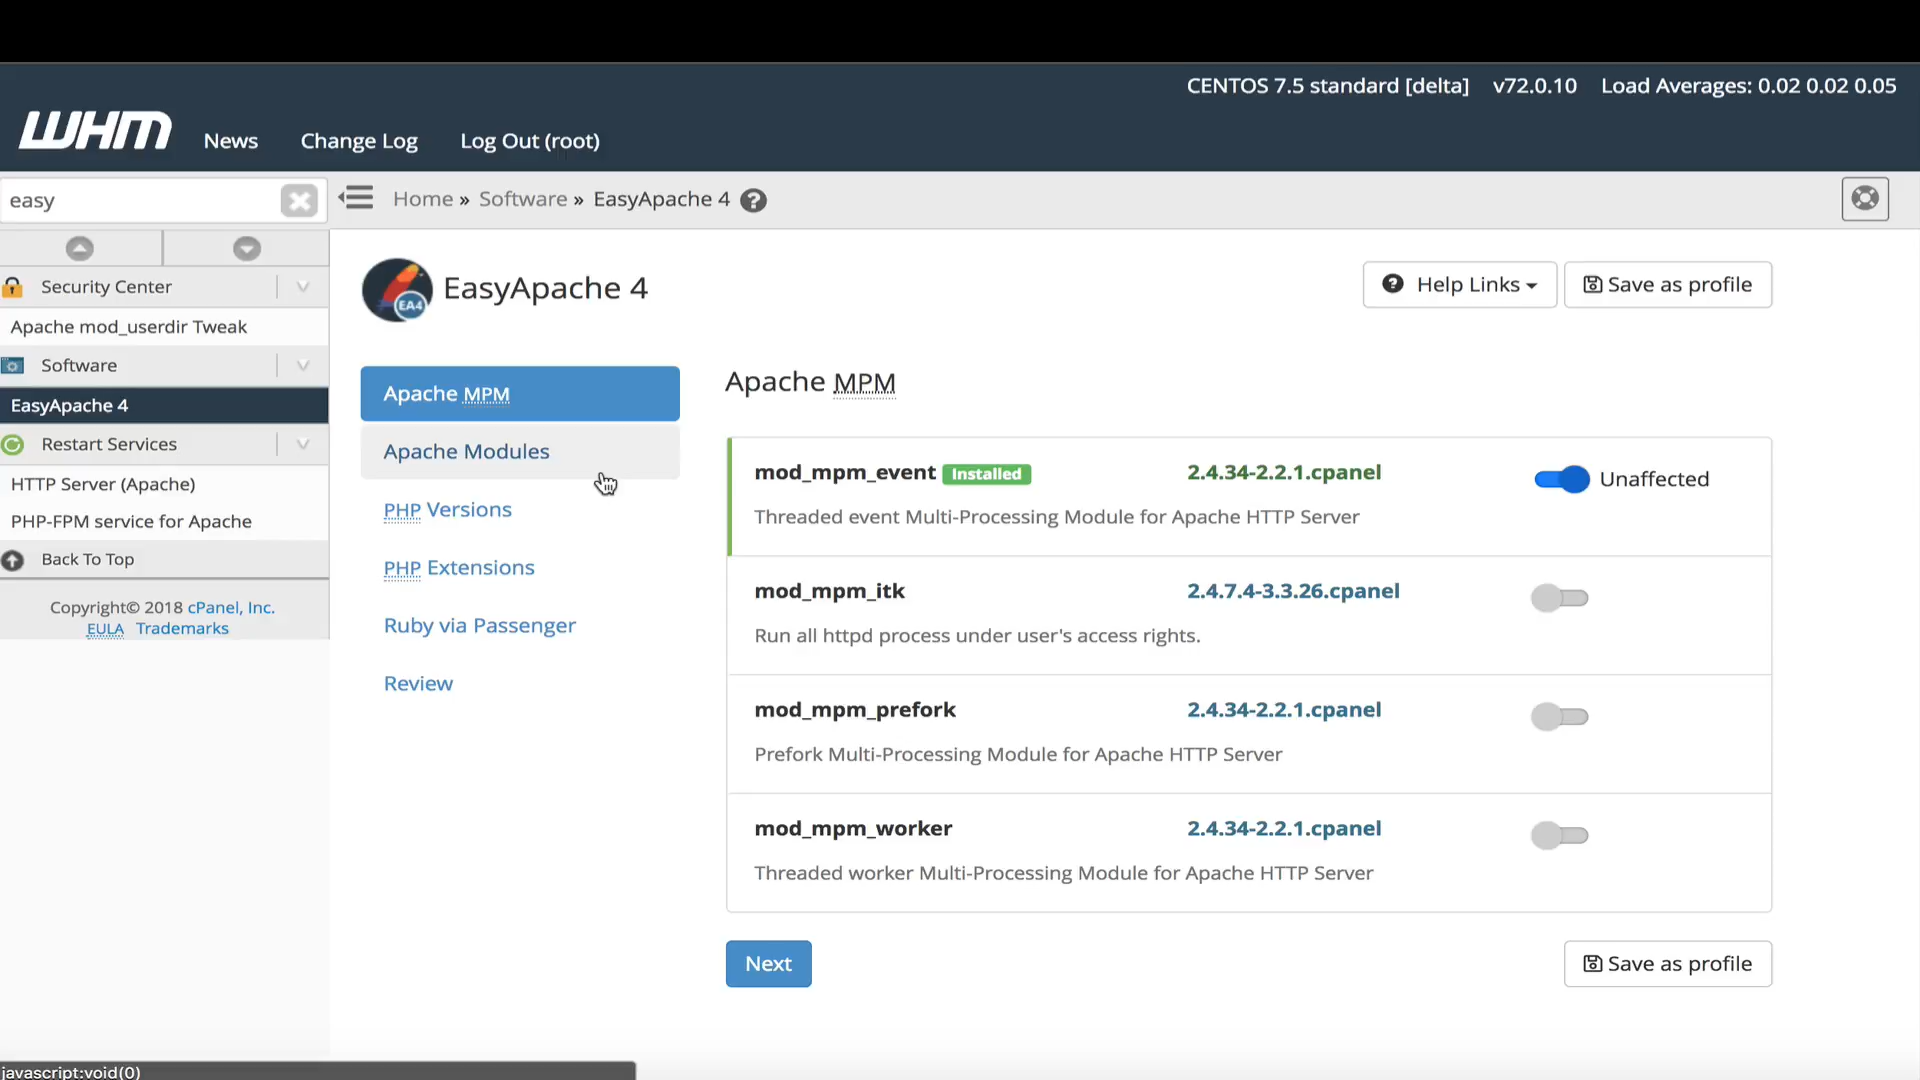 CENTOS 7.5 standard [delta] v72.0.10 Load Averages: 0.02 0.02 0.05
WHM News Change Log Log Out (root)
easy
Home » Software » EasyApache 4
Security Center
Apache mod_userdir Tweak
Software
EasyApache 4
Restart Services
HTTP Server (Apache)
PHP-FPM service for Apache
Back To Top
Copyright© 2018 cPanel, Inc.
EULA Trademarks
EA4
EasyApache 4
Help Links
Save as profile
Apache MPM
Apache Modules
PHP Versions
PHP Extensions
Ruby via Passenger
Review
Apache MPM
mod_mpm_event Installed 2.4.34-2.2.1.cpanel Unaffected
Threaded event Multi-Processing Module for Apache HTTP Server
mod_mpm_itk 2.4.7.4-3.3.26.cpanel
Run all httpd process under user's access rights.
mod_mpm_prefork 2.4.34-2.2.1.cpanel
Prefork Multi-Processing Module for Apache HTTP Server
mod_mpm_worker 2.4.34-2.2.1.cpanel
Threaded worker Multi-Processing Module for Apache HTTP Server
Next
Save as profile
javascript:void(0)